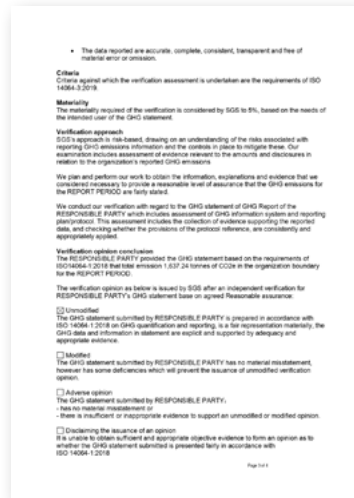 • The data reported are accurate, complete, consistent, transparent and free of
material error or omission.
Criteria
Criteria against which the verification assessment is undertaken are the requirements of ISO
14064-3:2019.
Materiality
The materiality required of the verification is considered by SGS to 5%, based on the needs of
the intended user of the GHG statement.
Verification approach
SGS's approach is risk-based, drawing on an understanding of the risks associated with
reporting GHG emissions information and the controls in place to mitigate these. Our
examination includes assessment of evidence relevant to the amounts and disclosures in
relation to the organization's reported GHG emissions
We plan and perform our work to obtain the information, explanations and evidence that we
considered necessary to provide a reasonable level of assurance that the GHG emissions for
the REPORT PERIOD are fairly stated.
We conduct our verification with regard to the GHG statement of GHG Report of the
RESPONSIBLE PARTY which includes assessment of GHG information system and reporting
plan/protocol. This assessment includes the collection of evidence supporting the reported
data, and checking whether the provisions of the protocol reference, are consistently and
appropriately applied.
Verification opinion conclusion
The RESPONSIBLE PARTY provided the GHG statement based on the requirements of
ISO14064-1:2018 that total emission 1,637.24 tonnes of CO2e in the organization boundary
for the REPORT PERIOD.
The verification opinion as below is issued by SGS after an independent verification for
RESPONSIBLE PARTY's GHG statement base on agreed Reasonable assurance:
☒ Unmodified
The GHG statement submitted by RESPONSIBLE PARTY is prepared in accordance with
ISO 14064-1:2018 on GHG quantification and reporting, is a fair representation materially, the
GHG data and information in statement are explicit and supported by adequacy and
appropriate evidence.
☐ Modified
The GHG statement submitted by RESPONSIBLE PARTY has no material misstatement,
however has some deficiencies which will prevent the issuance of unmodified verification
opinion.
☐ Adverse opinion
The GHG statement submitted by RESPONSIBLE PARTY:
- has no material misstatement or
- there is insufficient or inappropriate evidence to support an unmodified or modified opinion.
☐ Disclaiming the issuance of an opinion
It is unable to obtain sufficient and appropriate objective evidence to form an opinion as to
whether the GHG statement submitted is presented fairly in accordance with
ISO 14064-1:2018